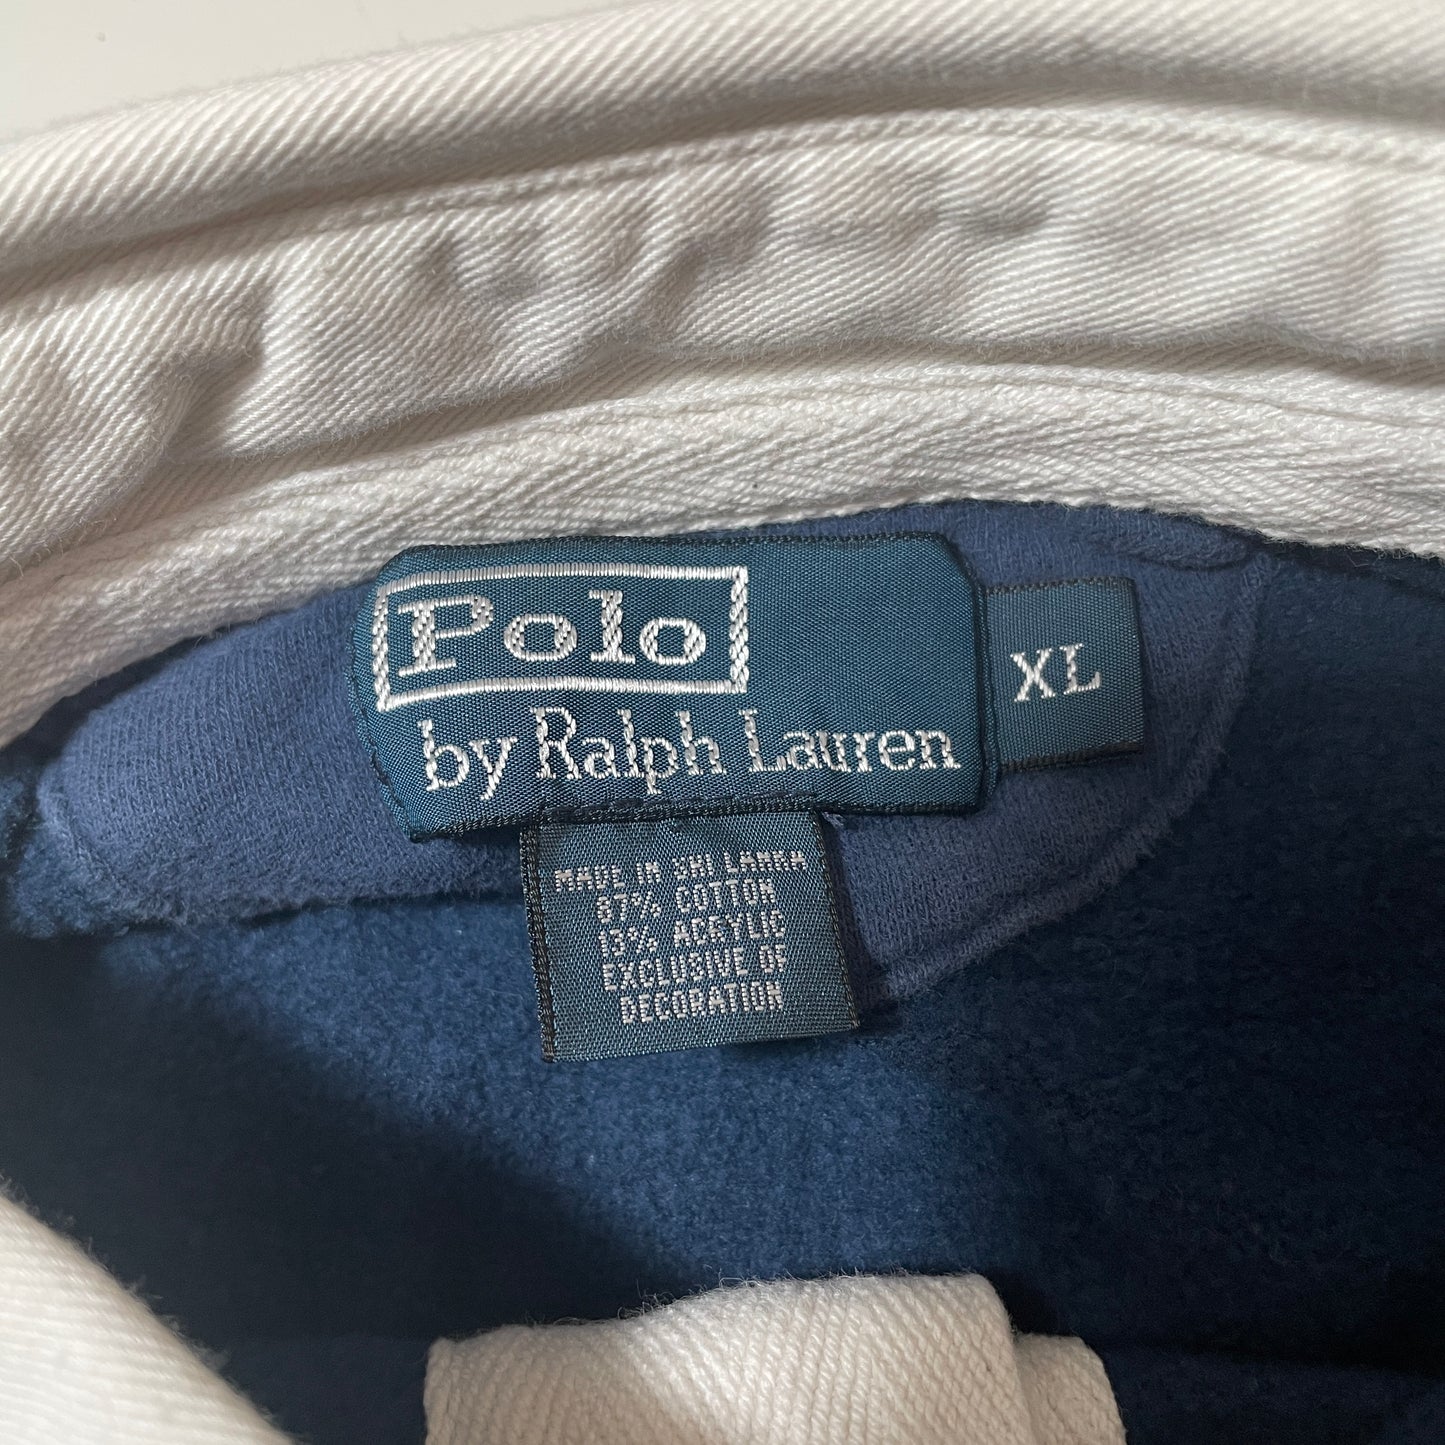 Polo
by Ralph Lauren
XL
MADE IN SRI LANKA
87% COTTON
13% ACRYLIC
EXCLUSIVE OF
DECORATION